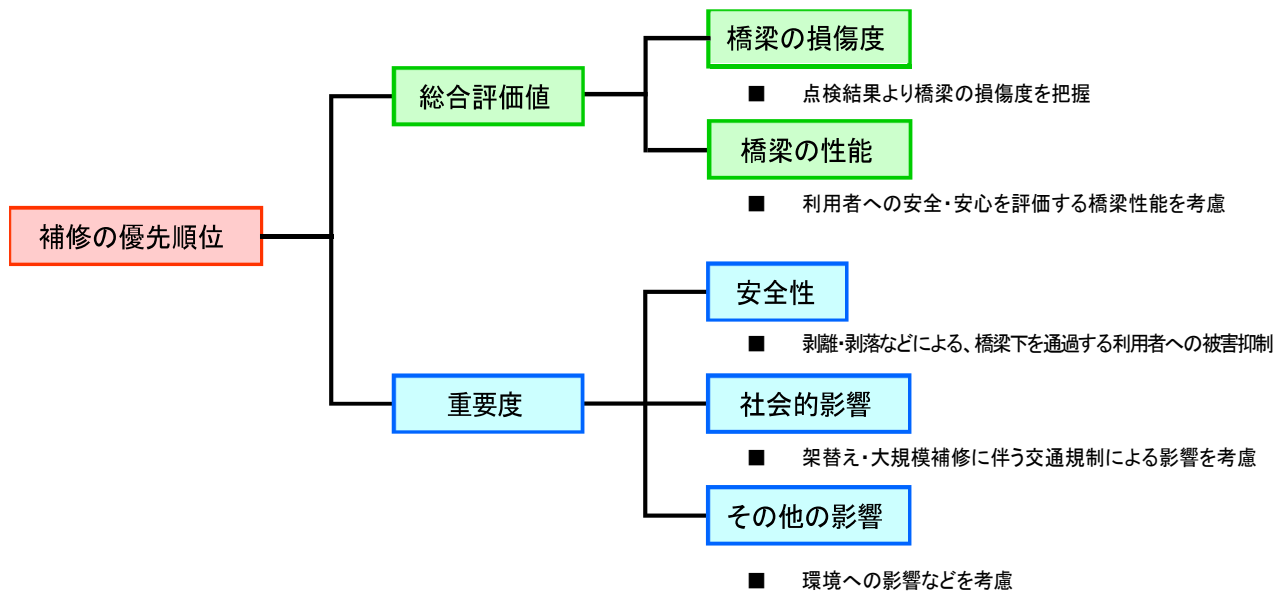 橋梁の損傷度
■ 点検結果より橋梁の損傷度を把握
総合評価値
橋梁の性能
■ 利用者への安全・安心を評価する橋梁性能を考慮
補修の優先順位
安全性
■ 剥離・剥落などによる、橋梁下を通過する利用者への被害抑制
重要度
社会的影響
■ 架替え・大規模補修に伴う交通規制による影響を考慮
その他の影響
■ 環境への影響などを考慮